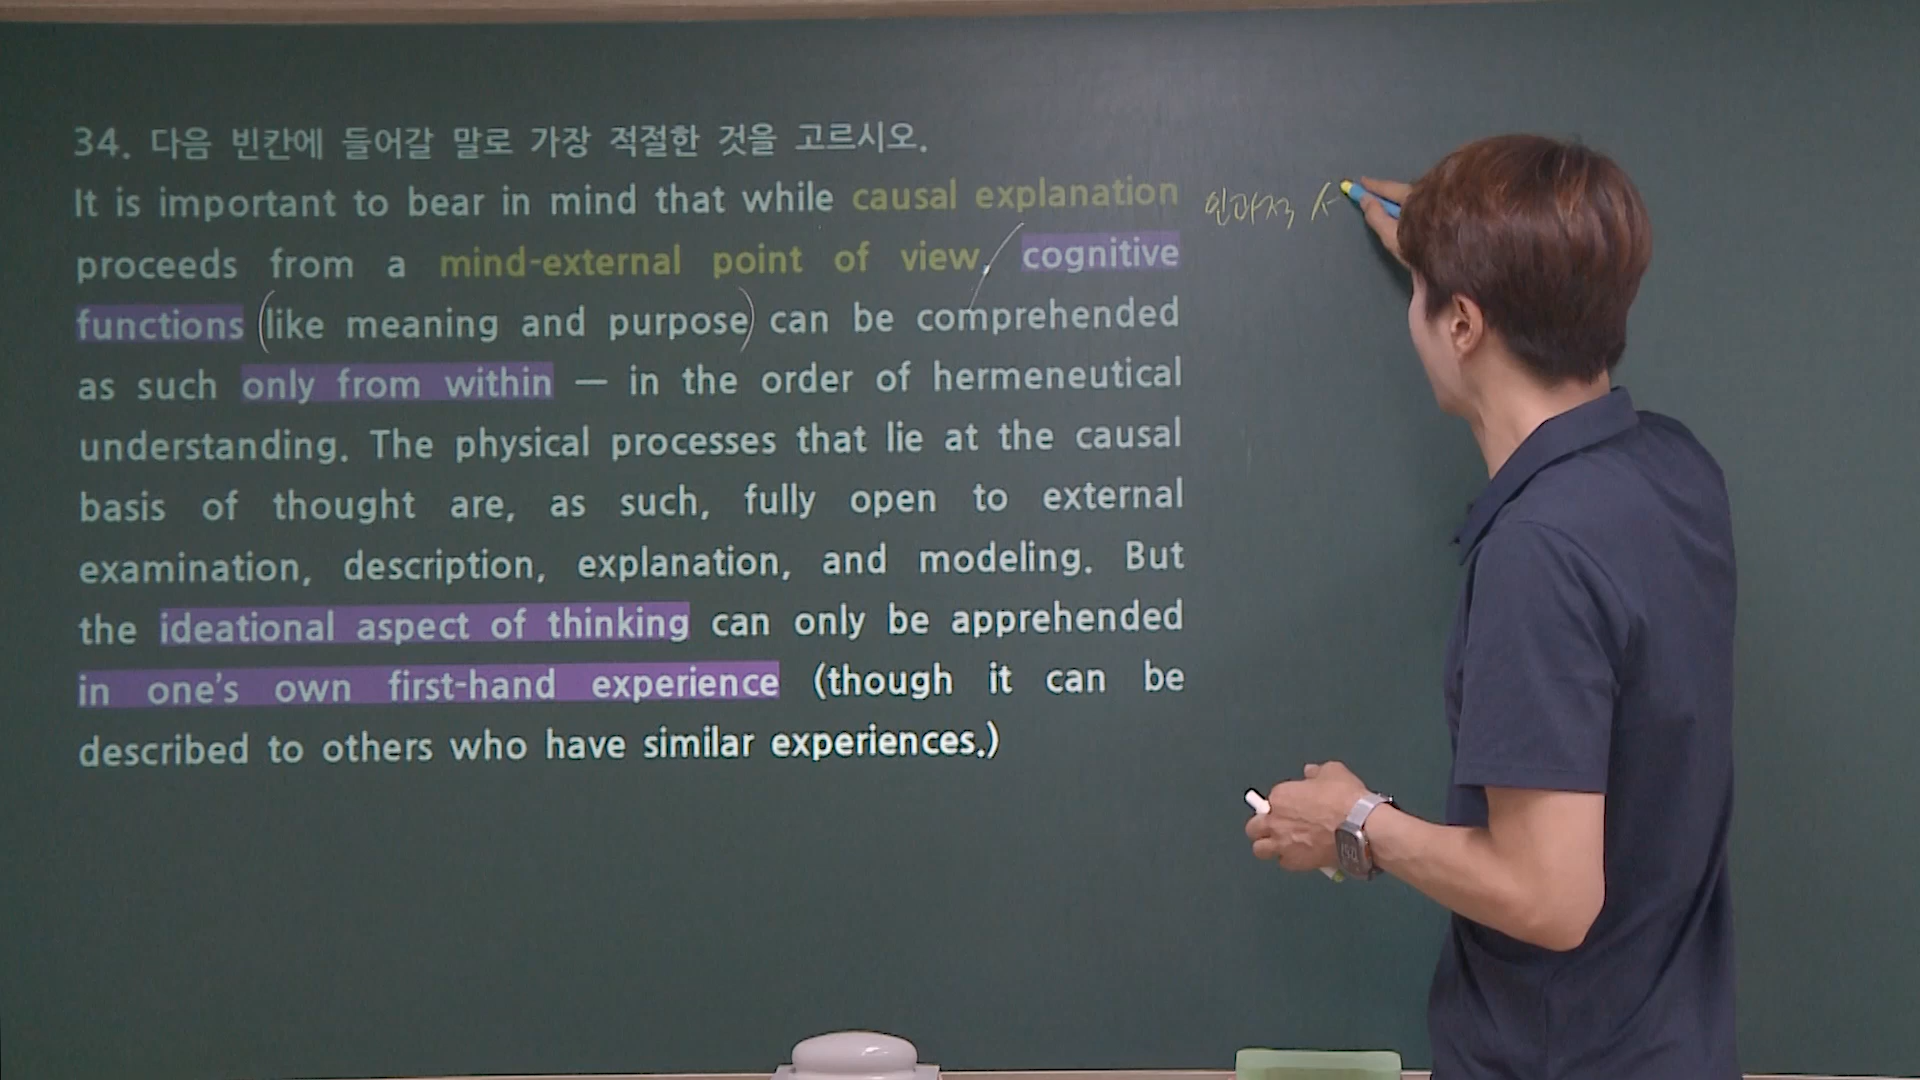 34. 다음 빈칸에 들어갈 말로 가장 적절한 것을 고르시오.
It is important to bear in mind that while causal explanation
인과적
proceeds from a mind-external point of view, cognitive
functions (like meaning and purpose) can be comprehended
as such only from within — in the order of hermeneutical
understanding. The physical processes that lie at the causal
basis of thought are, as such, fully open to external
examination, description, explanation, and modeling. But
the ideational aspect of thinking can only be apprehended
in one's own first-hand experience (though it can be
described to others who have similar experiences.)